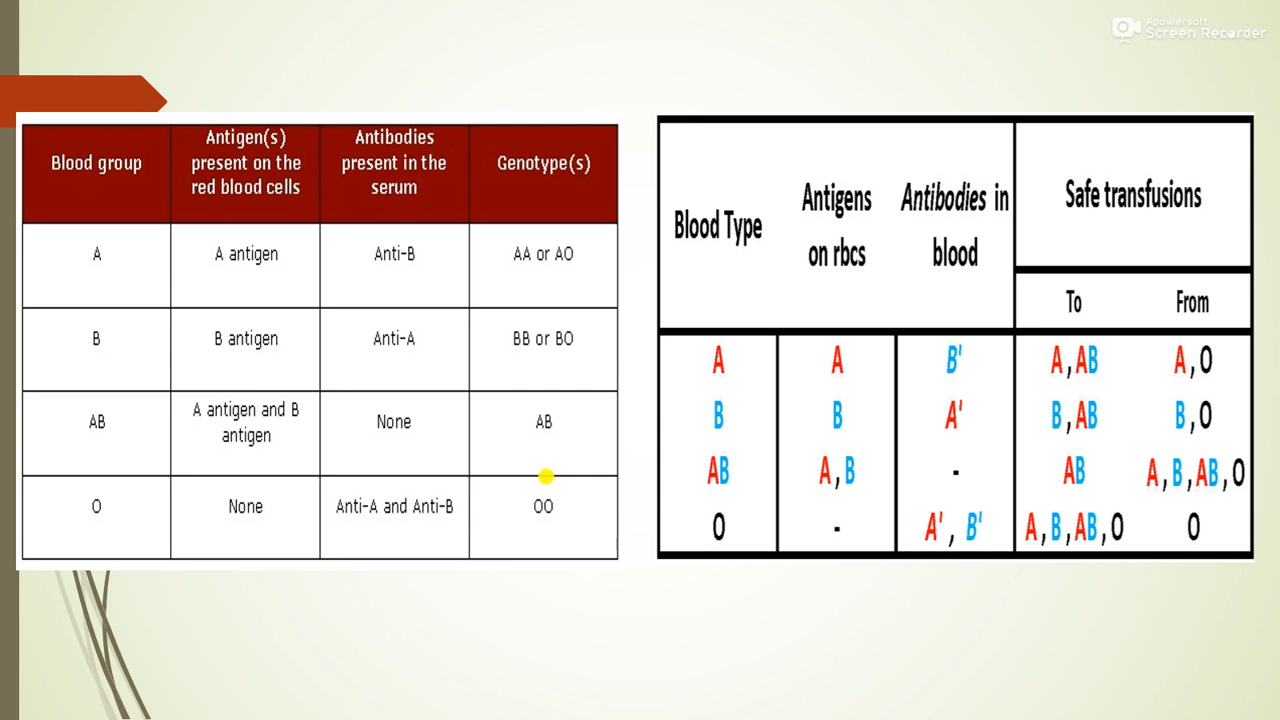 Apowersoft
Screen Recorder
Blood group
Antigen(s)
present on the
red blood cells
Antibodies
present in the
serum
Genotype(s)
A
A antigen
Anti-B
AA or AO
B
B antigen
Anti-A
BB or BO
AB
A antigen and B
antigen
None
AB
O
None
Anti-A and Anti-B
OO
Blood Type
Antigens
on rbcs
Antibodies in
blood
Safe transfusions
To
From
A
A
B'
A , AB
A , O
B
B
A'
B , AB
B , O
AB
A , B
-
AB
A , B , AB , O
O
-
A' , B'
A , B , AB , O
O